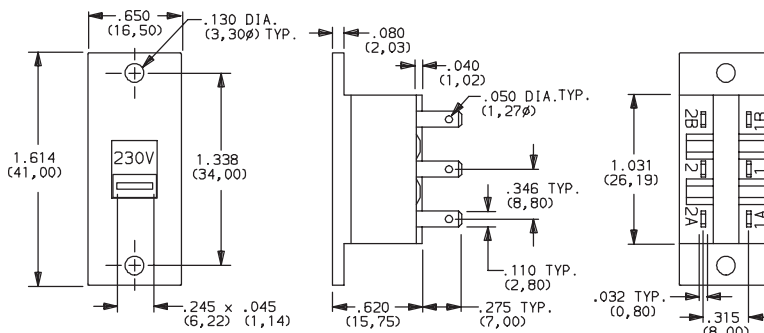 .650
(16,50)
.130 DIA.
(3,30ø) TYP.
.080
(2,03)
.040
(1,02)
.050 DIA.TYP.
(1,27ø)
230V
1.614
(41,00)
1.338
(34,00)
.346 TYP.
(8,80)
.110 TYP.
(2,80)
.245 x .045
(6,22) (1,14)
.620
(15,75)
.275 TYP.
(7,00)
1.031
(26,19)
2B
1B
2
1
2A
1A
.032 TYP.
(0,80)
.315
(8,00)